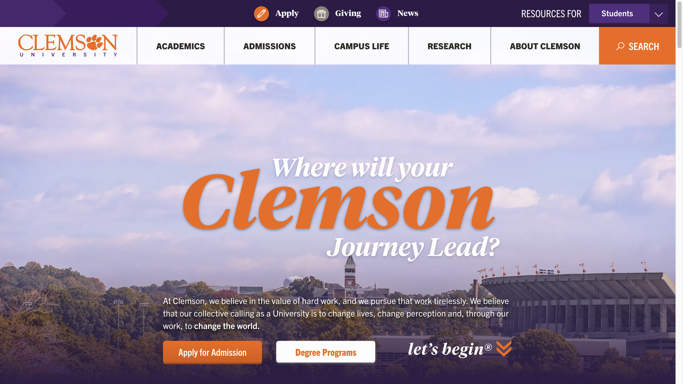 Apply Giving News RESOURCES FOR Students
CLEMSON
UNIVERSITY
ACADEMICS ADMISSIONS CAMPUS LIFE RESEARCH ABOUT CLEMSON SEARCH
Where will your
Clemson
Journey Lead?
At Clemson, we believe in the value of hard work, and we pursue that work tirelessly. We believe
that our collective calling as a University is to change lives, change perception and, through our
work, to change the world.
Apply for Admission Degree Programs let's begin®